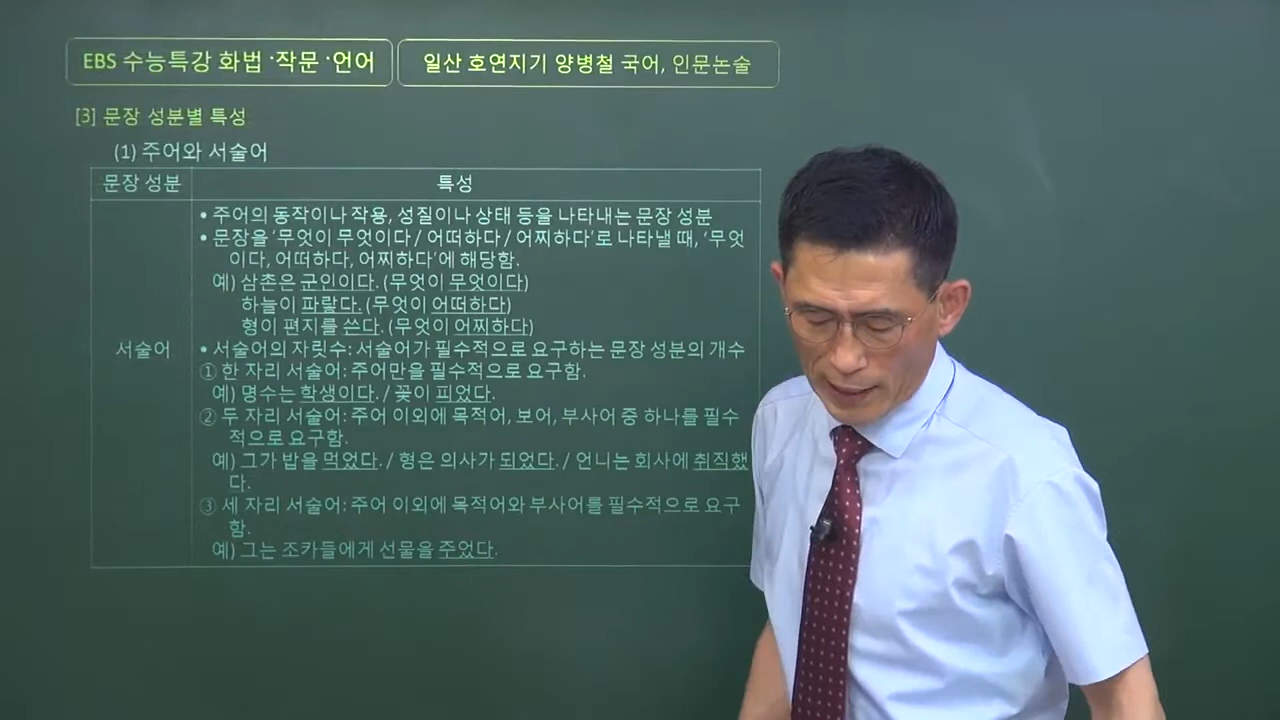 EBS 수능특강 화법 ·작문 ·언어
일산 호연지기 양병철 국어, 인문논술
[3] 문장 성분별 특성
(1) 주어와 서술어
문장 성분
특성
서술어
• 주어의 동작이나 작용, 성질이나 상태 등을 나타내는 문장 성분
• 문장을 ‘무엇이 무엇이다 / 어떠하다 / 어찌하다’로 나타낼 때, ‘무엇
이다, 어떠하다, 어찌하다’에 해당함.
예) 삼촌은 군인이다. (무엇이 무엇이다)
하늘이 파랗다. (무엇이 어떠하다)
형이 편지를 쓴다. (무엇이 어찌하다)
• 서술어의 자릿수: 서술어가 필수적으로 요구하는 문장 성분의 개수
① 한 자리 서술어: 주어만을 필수적으로 요구함.
예) 명수는 학생이다. / 꽃이 피었다.
② 두 자리 서술어: 주어 이외에 목적어, 보어, 부사어 중 하나를 필수
적으로 요구함.
예) 그가 밥을 먹었다. / 형은 의사가 되었다. / 언니는 회사에 취직했
다.
③ 세 자리 서술어: 주어 이외에 목적어와 부사어를 필수적으로 요구
함.
예) 그는 조카들에게 선물을 주었다.